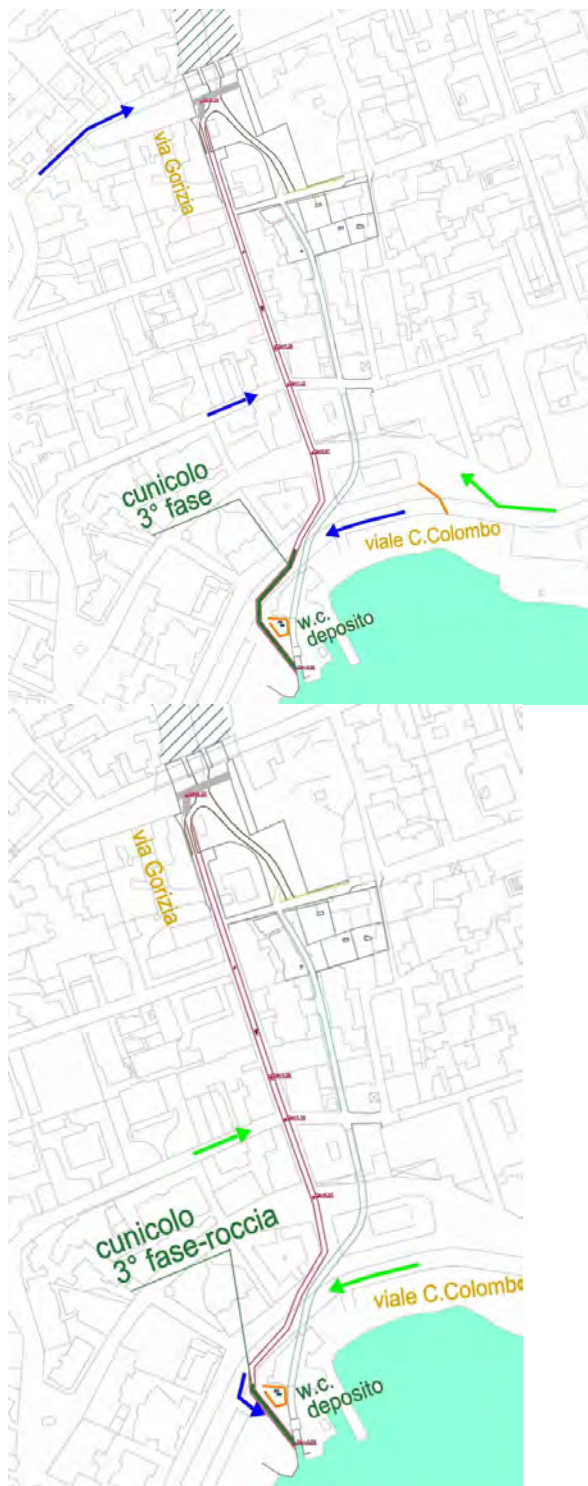 via Gorizia
cunicolo
3° fase
viale C.Colombo
w.c.
deposito
via Gorizia
cunicolo
3° fase-roccia
viale C.Colombo
w.c.
deposito